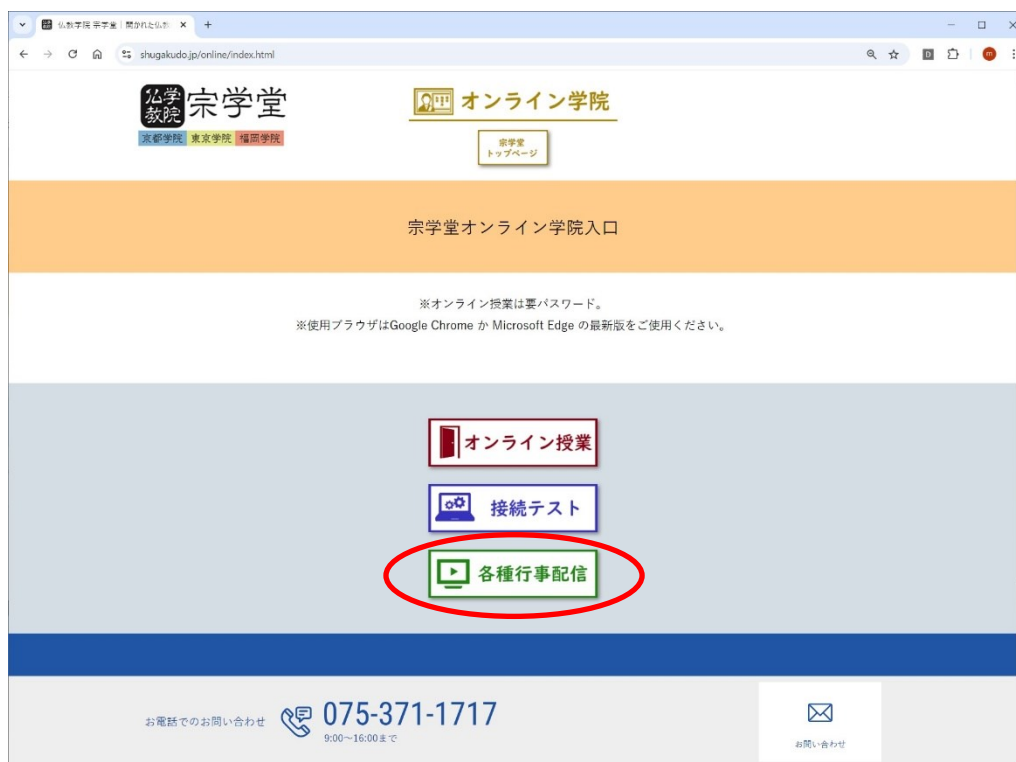 仏教学院 宗学堂｜開かれた仏教
shugakudo.jp/online/index.html
D
m
仏学
教院
宗学堂
京都学院 東京学院 福岡学院
オンライン学院
宗学堂
トップページ
宗学堂オンライン学院入口
※オンライン授業は要パスワード。
※使用ブラウザはGoogle Chrome か Microsoft Edge の最新版をご使用ください。
オンライン授業
接続テスト
各種行事配信
お電話でのお問い合わせ
075-371-1717
9:00～16:00まで
お問い合わせ